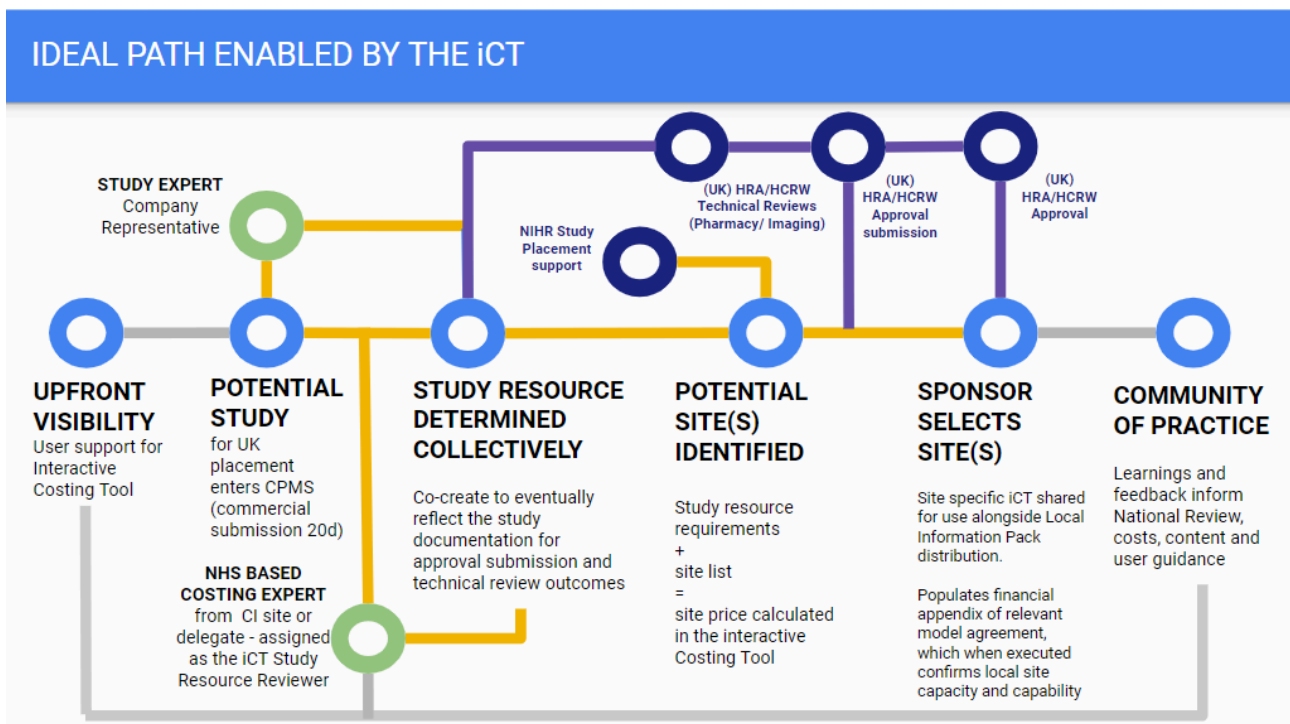 IDEAL PATH ENABLED BY THE iCT
STUDY EXPERT
Company
Representative
(UK) HRA/HCRW
Technical Reviews
(Pharmacy/ Imaging)
(UK)
HRA/HCRW
Approval
submission
(UK)
HRA/HCRW
Approval
NIHR Study
Placement
support
UPFRONT
VISIBILITY
User support for
Interactive
Costing Tool
POTENTIAL
STUDY
for UK
placement
enters CPMS
(commercial
submission 20d)
NHS BASED
COSTING EXPERT
from CI site or
delegate - assigned
as the iCT Study
Resource Reviewer
STUDY RESOURCE
DETERMINED
COLLECTIVELY
Co-create to eventually
reflect the study
documentation for
approval submission and
technical review outcomes
POTENTIAL
SITE(S)
IDENTIFIED
Study resource
requirements
+
site list
=
site price calculated
in the interactive
Costing Tool
SPONSOR
SELECTS
SITE(S)
Site specific iCT shared
for use alongside Local
Information Pack
distribution.
Populates financial
appendix of relevant
model agreement,
which when executed
confirms local site
capacity and capability
COMMUNITY
OF PRACTICE
Learnings and
feedback inform
National Review,
costs, content and
user guidance